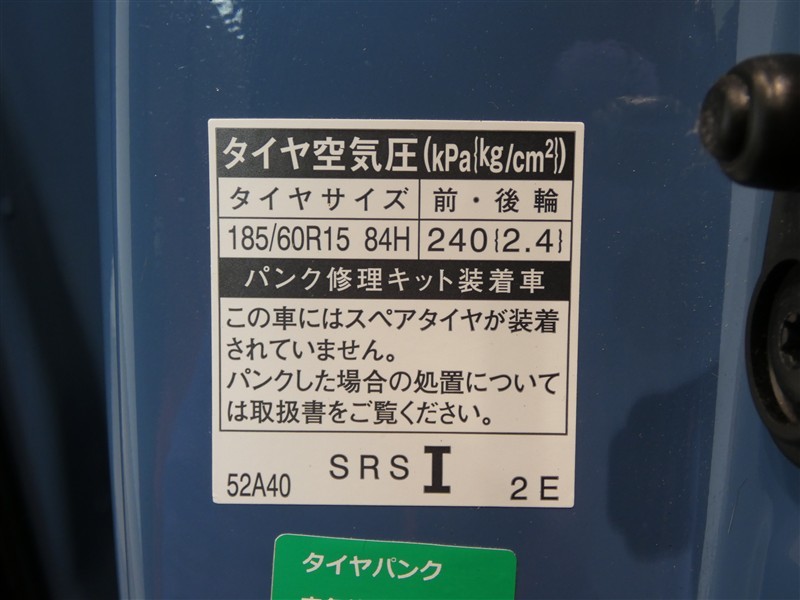 タイヤ空気圧(kPa{kg/cm²})
タイヤサイズ 前・後輪
185/60R15 84H 240{2.4}
パンク修理キット装着車
この車にはスペアタイヤが装着
されていません。
パンクした場合の処置について
は取扱書をご覧ください。
52A40 SRS I 2E
タイヤパンク